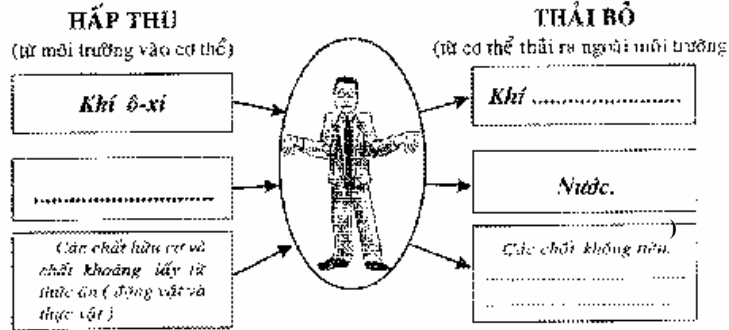 HẤP THU
(từ môi trường vào cơ thể)
Khí ô-xi
....................................
Các chất hữu cơ và
chất khoáng lấy từ
thức ăn ( động vật và
thực vật )
THẢI BỎ
(từ cơ thể thải ra ngoài môi trường
)
Khí ........................
Nước.
Các chất không